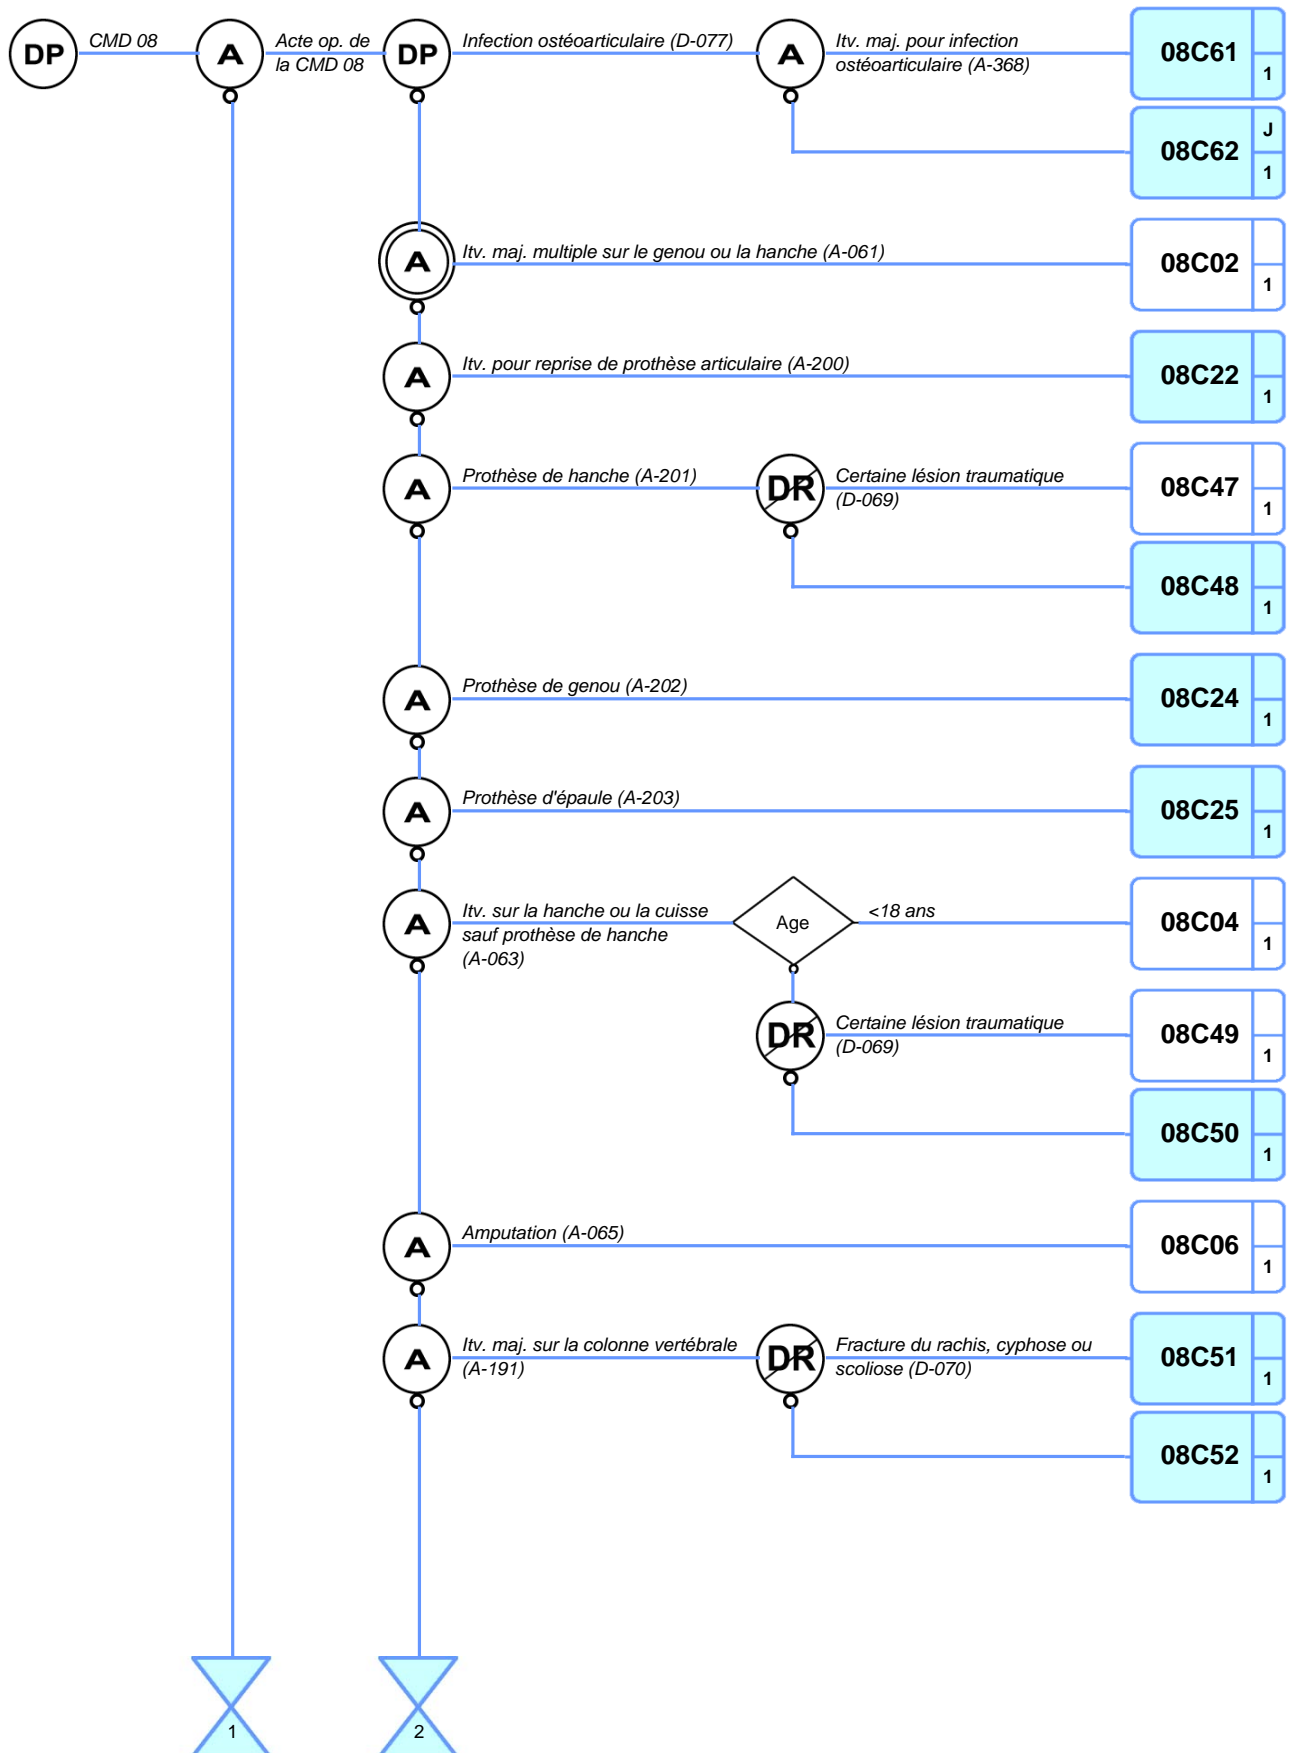 DP
CMD 08
A
Acte op. de
la CMD 08
DP
Infection ostéoarticulaire (D-077)
A
Itv. maj. pour infection
ostéoarticulaire (A-368)
08C61
1
08C62
J
1
A
Itv. maj. multiple sur le genou ou la hanche (A-061)
08C02
1
A
Itv. pour reprise de prothèse articulaire (A-200)
08C22
1
A
Prothèse de hanche (A-201)
DR
Certaine lésion traumatique
(D-069)
08C47
1
08C48
1
A
Prothèse de genou (A-202)
08C24
1
A
Prothèse d'épaule (A-203)
08C25
1
A
Itv. sur la hanche ou la cuisse
sauf prothèse de hanche
(A-063)
Age
<18 ans
08C04
1
DR
Certaine lésion traumatique
(D-069)
08C49
1
08C50
1
A
Amputation (A-065)
08C06
1
A
Itv. maj. sur la colonne vertébrale
(A-191)
DR
Fracture du rachis, cyphose ou
scoliose (D-070)
08C51
1
08C52
1
1
2